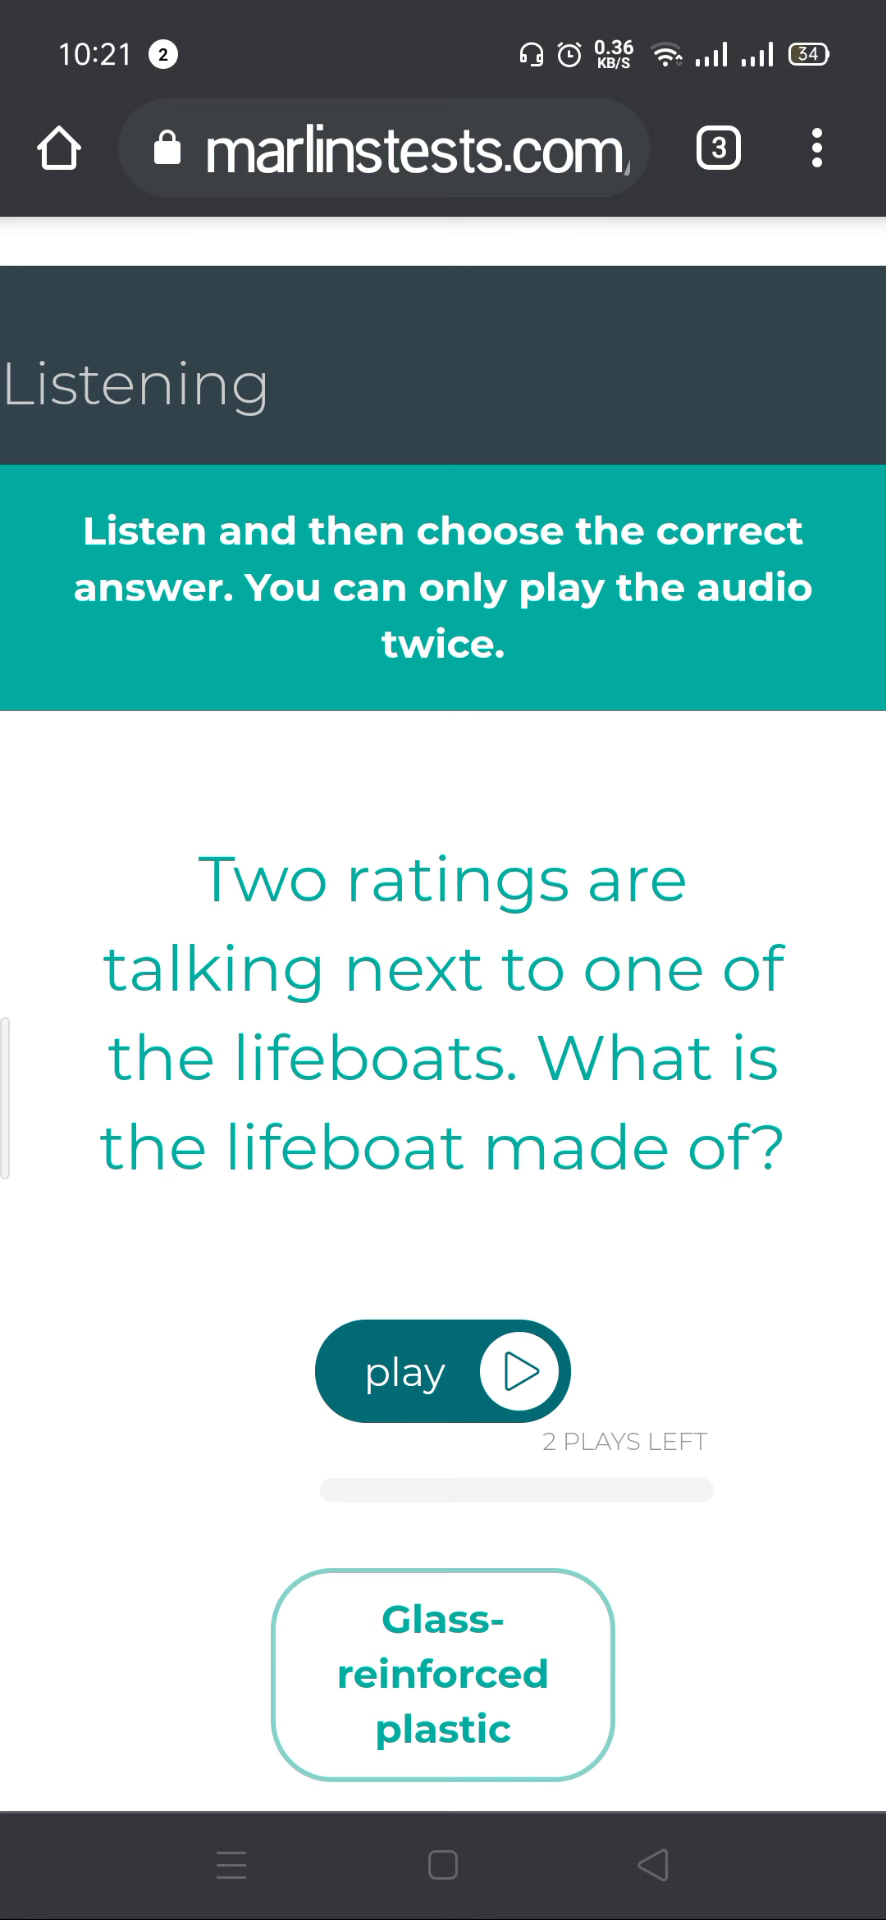 10:21 2 0.36 KB/S 34
marlinstests.com 3
Listening
Listen and then choose the correct
answer. You can only play the audio
twice.
Two ratings are
talking next to one of
the lifeboats. What is
the lifeboat made of?
play
2 PLAYS LEFT
Glass-
reinforced
plastic